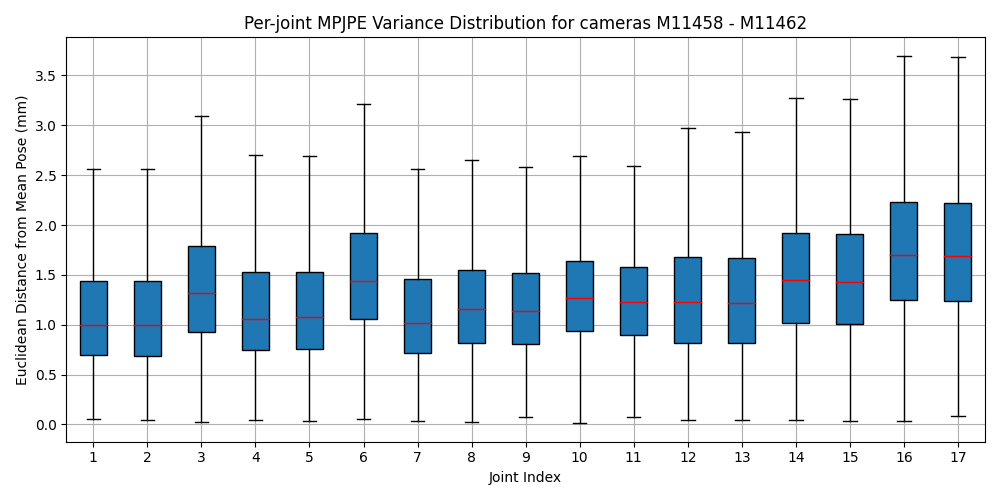 Per-joint MPJPE Variance Distribution for cameras M11458 - M11462
Euclidean Distance from Mean Pose (mm)
3.5
3.0
2.5
2.0
1.5
1.0
0.5
0.0
1 2 3 4 5 6 7 8 9 10 11 12 13 14 15 16 17
Joint Index